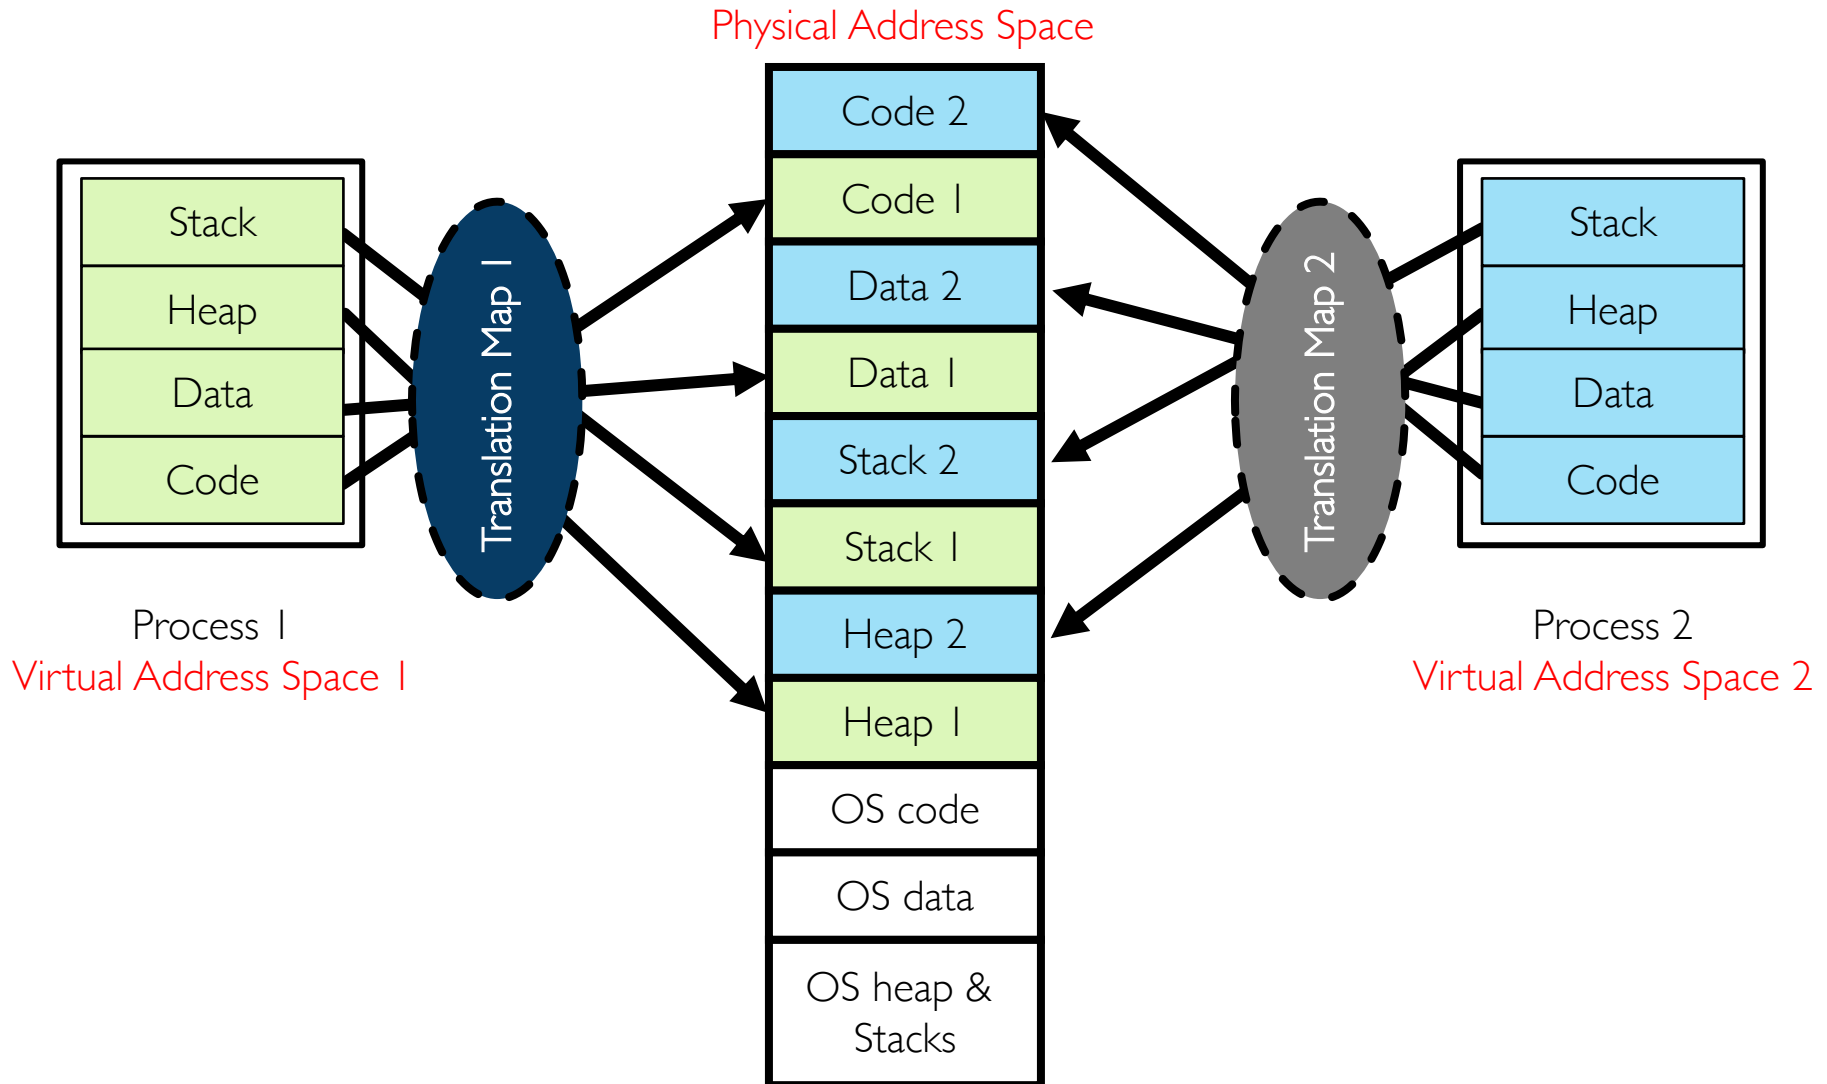 Physical Address Space
Stack
Heap
Data
Code
Process 1
Virtual Address Space 1
Translation Map 1
Code 2
Code 1
Data 2
Data 1
Stack 2
Stack 1
Heap 2
Heap 1
OS code
OS data
OS heap &
Stacks
Translation Map 2
Stack
Heap
Data
Code
Process 2
Virtual Address Space 2